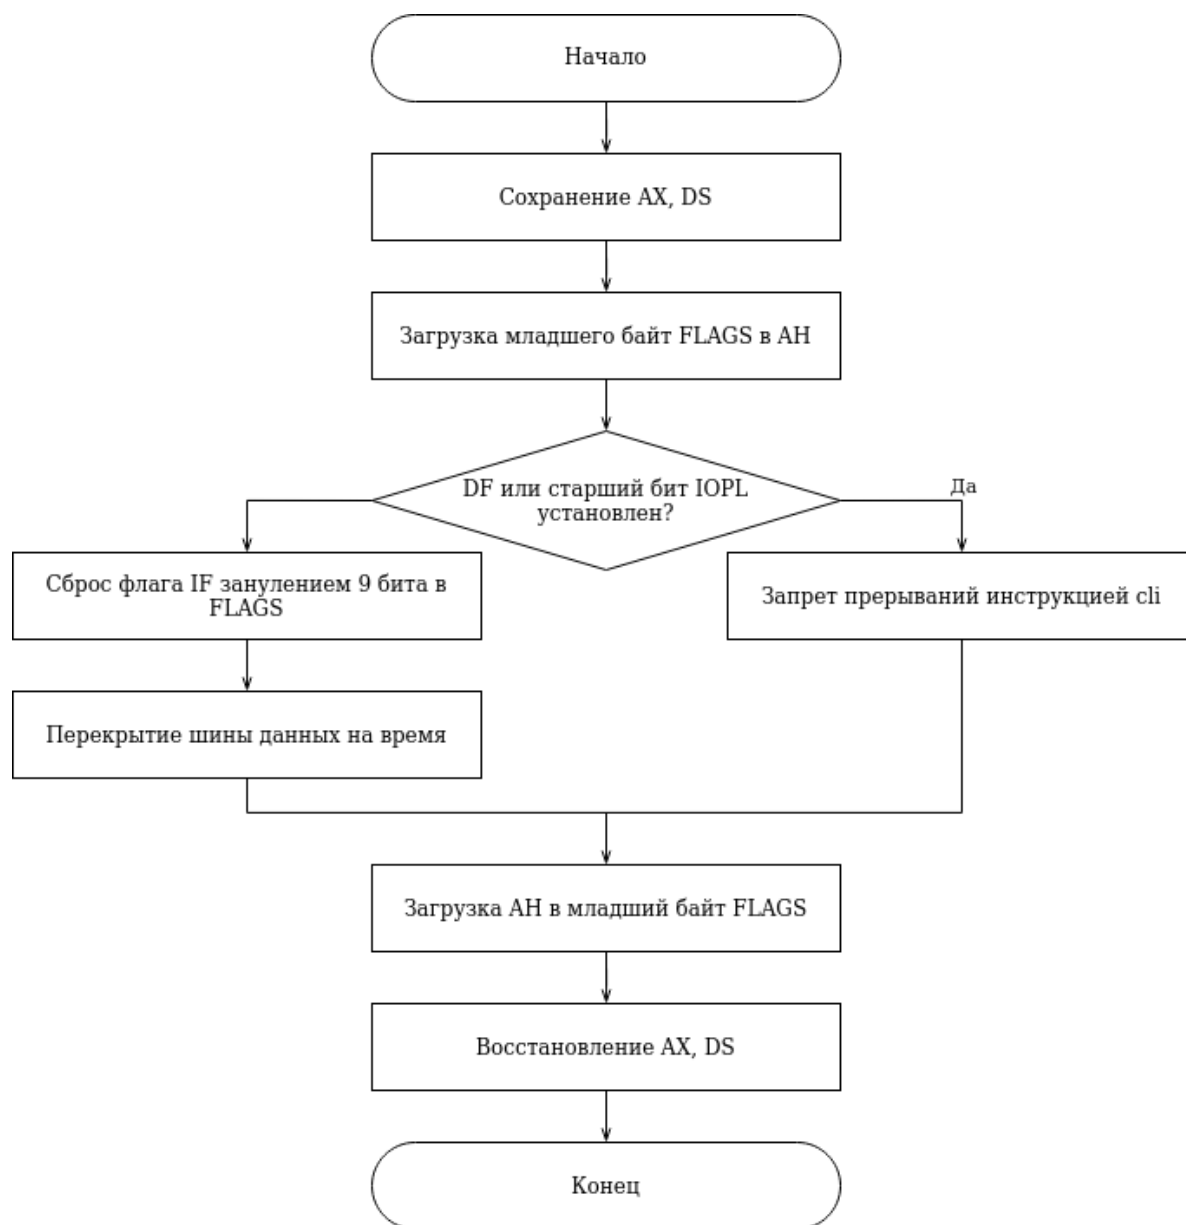 Начало
Сохранение AX, DS
Загрузка младшего байт FLAGS в AH
DF или старший бит IOPL
установлен?
Да
Сброс флага IF занулением 9 бита в
FLAGS
Запрет прерываний инструкцией cli
Перекрытие шины данных на время
Загрузка AH в младший байт FLAGS
Восстановление AX, DS
Конец